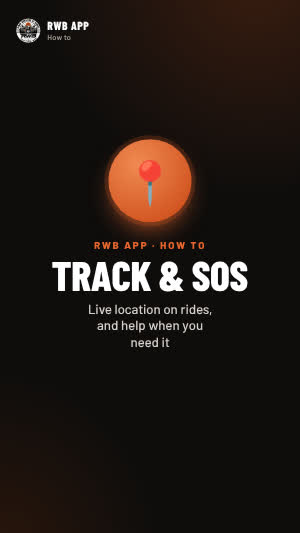 RWB APP
How to
RWB APP · HOW TO
TRACK & SOS
Live location on rides,
and help when you
need it